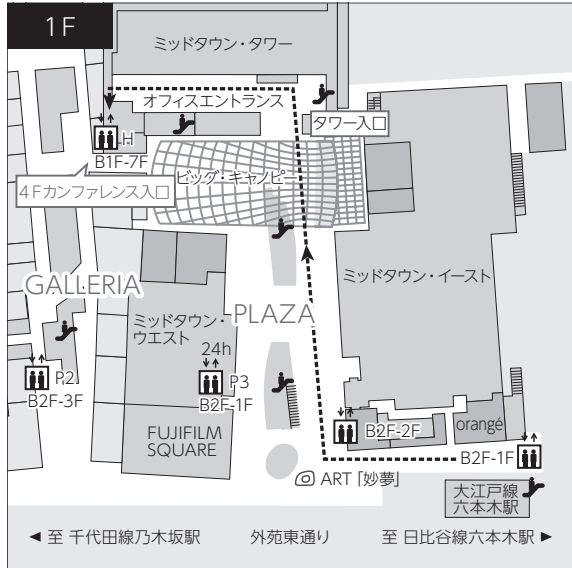 1F
ミッドタウン・タワー
オフィスエントランス
タワー入口
H
B1F-7F
4Fカンファレンス入口
ビッグ・キャノピー
ミッドタウン・イースト
GALLERIA
PLAZA
ミッドタウン・
ウエスト
24h
P2
B2F-3F
P3
B2F-1F
FUJIFILM
SQUARE
B2F-2F
orangé
B2F-1F
ART「妙夢」
大江戸線
六本木駅
◀ 至 千代田線乃木坂駅
外苑東通り
至 日比谷線六本木駅 ▶